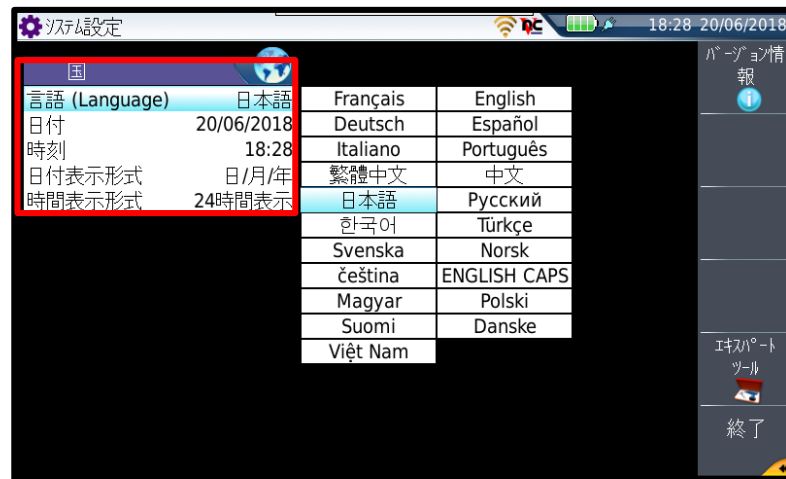 システム設定
18:28 20/06/2018
国
言語 (Language) 日本語
日付 20/06/2018
時刻 18:28
日付表示形式 日/月/年
時間表示形式 24時間表示
Français English
Deutsch Español
Italiano Português
繁體中文 中文
日本語 Русский
한국어 Türkçe
Svenska Norsk
čeština ENGLISH CAPS
Magyar Polski
Suomi Danske
Việt Nam
バージョン情
報
エキスパート
ツール
終了